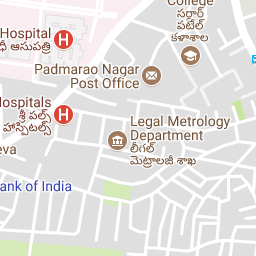 College
సర్దార్
పటేల్
కళాశాల
Hospital
ధీ ఆసుపత్రి
Padmarao Nagar
Post Office
Hospitals
శ్రీ పల్స్
హాస్పిటల్స్
eva
Legal Metrology
Department
లీగల్
మెట్రాలజీ శాఖ
ank of India